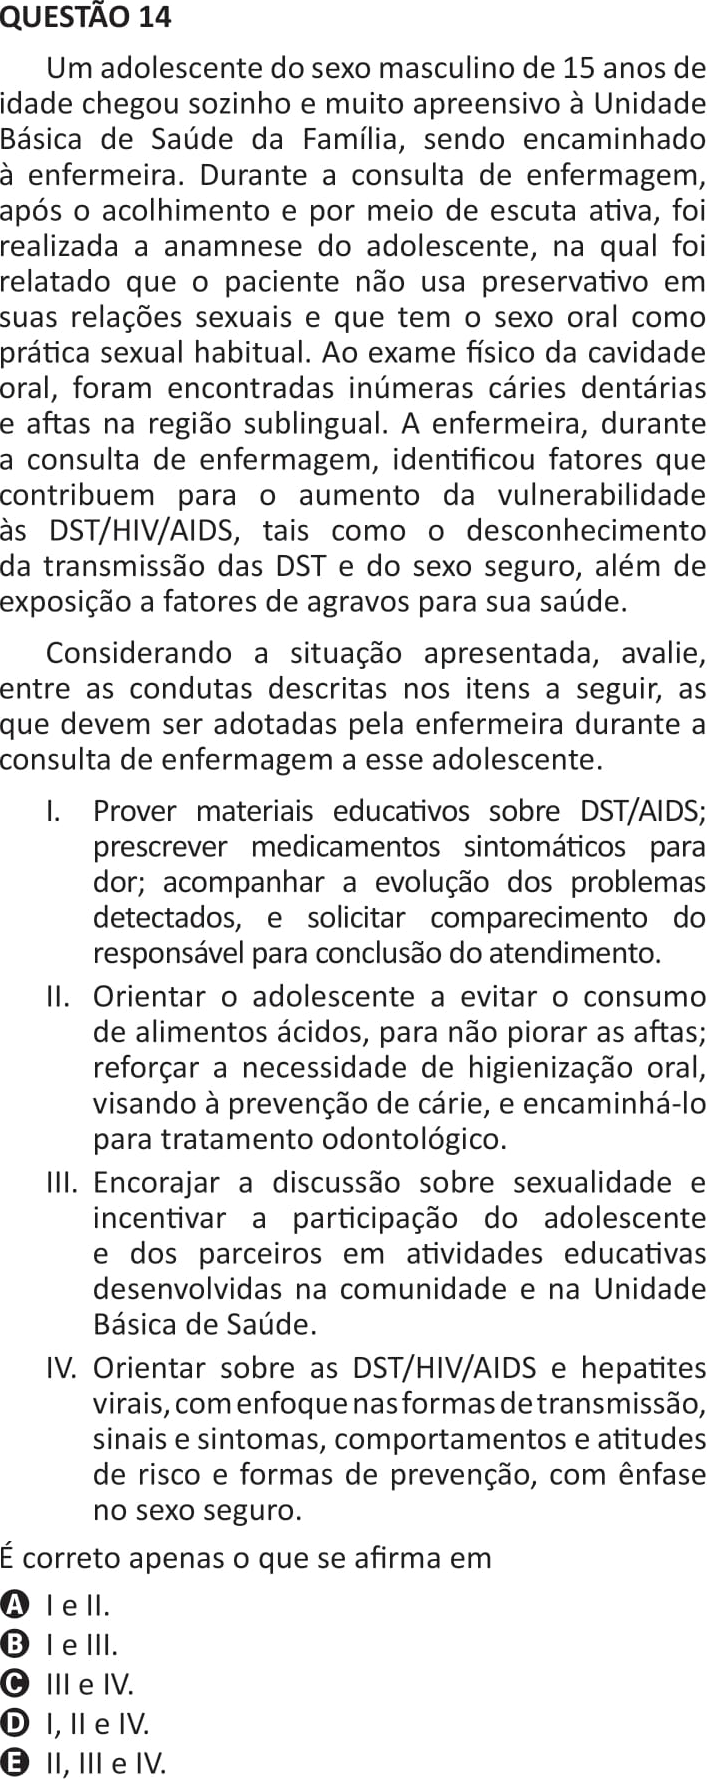 QUESTÃO 14
Um adolescente do sexo masculino de 15 anos de
idade chegou sozinho e muito apreensivo à Unidade
Básica de Saúde da Família, sendo encaminhado
à enfermeira. Durante a consulta de enfermagem,
após o acolhimento e por meio de escuta ativa, foi
realizada a anamnese do adolescente, na qual foi
relatado que o paciente não usa preservativo em
suas relações sexuais e que tem o sexo oral como
prática sexual habitual. Ao exame físico da cavidade
oral, foram encontradas inúmeras cáries dentárias
e aftas na região sublingual. A enfermeira, durante
a consulta de enfermagem, identificou fatores que
contribuem para o aumento da vulnerabilidade
às DST/HIV/AIDS, tais como o desconhecimento
da transmissão das DST e do sexo seguro, além de
exposição a fatores de agravos para sua saúde.
Considerando a situação apresentada, avalie,
entre as condutas descritas nos itens a seguir, as
que devem ser adotadas pela enfermeira durante a
consulta de enfermagem a esse adolescente.
I. Prover materiais educativos sobre DST/AIDS;
prescrever medicamentos sintomáticos para
dor; acompanhar a evolução dos problemas
detectados, e solicitar comparecimento do
responsável para conclusão do atendimento.
II. Orientar o adolescente a evitar o consumo
de alimentos ácidos, para não piorar as aftas;
reforçar a necessidade de higienização oral,
visando à prevenção de cárie, e encaminhá-lo
para tratamento odontológico.
III. Encorajar a discussão sobre sexualidade e
incentivar a participação do adolescente
e dos parceiros em atividades educativas
desenvolvidas na comunidade e na Unidade
Básica de Saúde.
IV. Orientar sobre as DST/HIV/AIDS e hepatites
virais, com enfoque nas formas de transmissão,
sinais e sintomas, comportamentos e atitudes
de risco e formas de prevenção, com ênfase
no sexo seguro.
É correto apenas o que se afirma em
A I e II.
B I e III.
C III e IV.
D I, II e IV.
E II, III e IV.